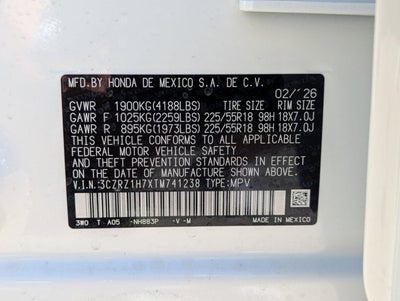 MFD.BY HONDA DE MEXICO S.A. DE C.V.
02/'26
GVWR 1900KG(4188LBS) TIRE SIZE RIM SIZE
GAWR F 1025KG(2259LBS) 225/55R18 98H 18X7.0J
GAWR R 895KG(1973LBS) 225/55R18 98H 18X7.0J
THIS VEHICLE CONFORMS TO ALL APPLICABLE
FEDERAL MOTOR VEHICLE SAFETY STANDARDS
IN EFFECT ON THE DATE OF
MANUFACTURE SHOWN ABOVE.
V.I.N:3CZRZ1H7XTM741238 TYPE:MPV
3W0 T A05 -NH883P -V -M MADE IN MEXICO